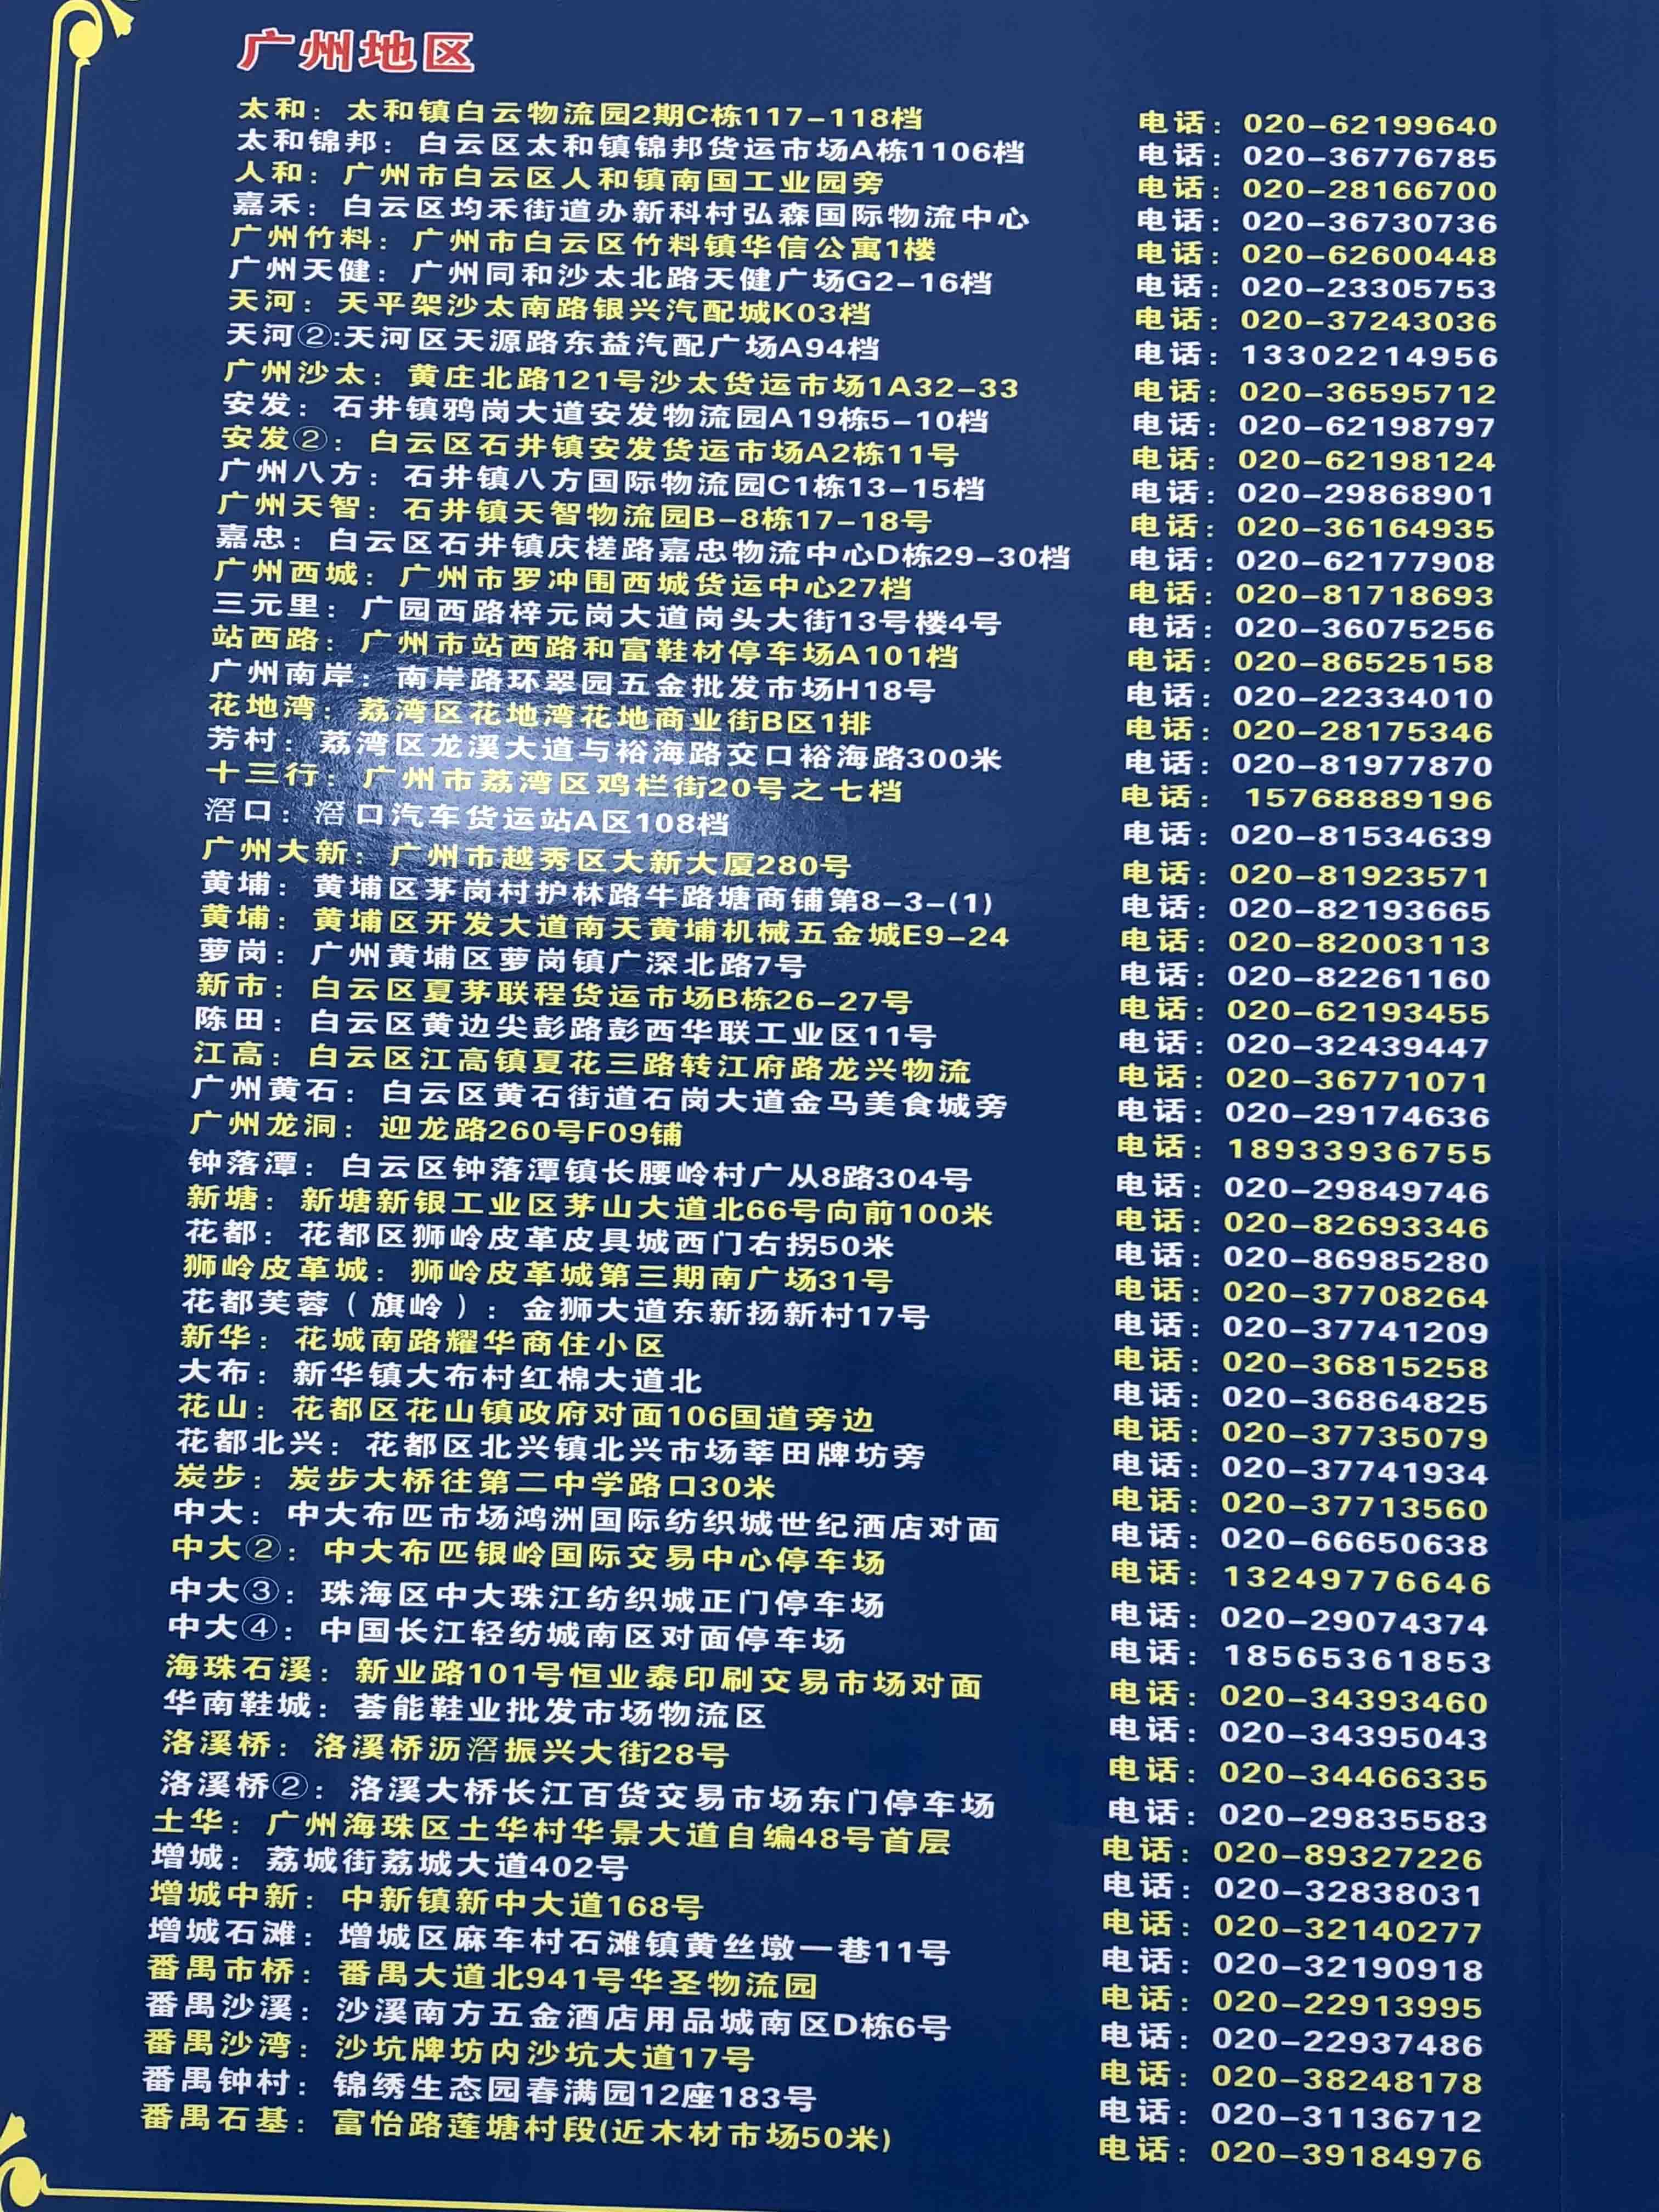 广州地区
太和：太和镇白云物流园2期C栋117-118档 电话：020-62199640
太和锦邦：白云区太和镇锦邦货运市场A栋1106档 电话：020-36776785
人和：广州市白云区人和镇南国工业园旁 电话：020-28166700
嘉禾：白云区均禾街道办新科村弘森国际物流中心 电话：020-36730736
广州竹料：广州市白云区竹料镇华信公寓1楼 电话：020-62600448
广州天健：广州同和沙太北路天健广场G2-16档 电话：020-23305753
天河：天平架沙太南路银兴汽配城K03档 电话：020-37243036
天河②:天河区天源路东益汽配广场A94档 电话：13302214956
广州沙太：黄庄北路121号沙太货运市场1A32-33 电话：020-36595712
安发：石井镇鸦岗大道安发物流园A19栋5-10档 电话：020-62198797
安发②：白云区石井镇安发货运市场A2栋11号 电话：020-62198124
广州八方：石井镇八方国际物流园C1栋13-15档 电话：020-29868901
广州天智：石井镇天智物流园B-8栋17-18号 电话：020-36164935
嘉忠：白云区石井镇庆槎路嘉忠物流中心D栋29-30档 电话：020-62177908
广州西城：广州市罗冲围西城货运中心27档 电话：020-81718693
三元里：广园西路梓元岗大道岗头大街13号楼4号 电话：020-36075256
站西路：广州市站西路和富鞋材停车场A101档 电话：020-86525158
广州南岸：南岸路环翠园五金批发市场H18号 电话：020-22334010
花地湾：荔湾区花地湾花地商业街B区1排 电话：020-28175346
芳村：荔湾区龙溪大道与裕海路交口裕海路300米 电话：020-81977870
十三行：广州市荔湾区鸡栏街20号之七档 电话：15768889196
滘口：滘口汽车货运站A区108档 电话：020-81534639
广州大新：广州市越秀区大新大厦280号 电话：020-81923571
黄埔：黄埔区茅岗村护林路牛路塘商铺第8-3-(1) 电话：020-82193665
黄埔：黄埔区开发大道南天黄埔机械五金城E9-24 电话：020-82003113
萝岗：广州黄埔区萝岗镇广深北路7号 电话：020-82261160
新市：白云区夏茅联程货运市场B栋26-27号 电话：020-62193455
陈田：白云区黄边尖彭路彭西华联工业区11号 电话：020-32439447
江高：白云区江高镇夏花三路转江府路龙兴物流 电话：020-36771071
广州黄石：白云区黄石街道石岗大道金马美食城旁 电话：020-29174636
广州龙洞：迎龙路260号F09铺 电话：18933936755
钟落潭：白云区钟落潭镇长腰岭村广从8路304号 电话：020-29849746
新塘：新塘新银工业区茅山大道北66号向前100米 电话：020-82693346
花都：花都区狮岭皮革皮具城西门右拐50米 电话：020-86985280
狮岭皮革城：狮岭皮革城第三期南广场31号 电话：020-37708264
花都芙蓉（旗岭）：金狮大道东新扬新村17号 电话：020-37741209
新华：花城南路耀华商住小区 电话：020-36815258
大布：新华镇大布村红棉大道北 电话：020-36864825
花山：花都区花山镇政府对面106国道旁边 电话：020-37735079
花都北兴：花都区北兴镇北兴市场莘田牌坊旁 电话：020-37741934
炭步：炭步大桥往第二中学路口30米 电话：020-37713560
中大：中大布匹市场鸿洲国际纺织城世纪酒店对面 电话：020-66650638
中大②：中大布匹银岭国际交易中心停车场 电话：13249776646
中大③：珠海区中大珠江纺织城正门停车场 电话：020-29074374
中大④：中国长江轻纺城南区对面停车场 电话：18565361853
海珠石溪：新业路101号恒业泰印刷交易市场对面 电话：020-34393460
华南鞋城：荟能鞋业批发市场物流区 电话：020-34395043
洛溪桥：洛溪桥沥滘振兴大街28号 电话：020-34466335
洛溪桥②：洛溪大桥长江百货交易市场东门停车场 电话：020-29835583
土华：广州海珠区土华村华景大道自编48号首层 电话：020-89327226
增城：荔城街荔城大道402号 电话：020-32838031
增城中新：中新镇新中大道168号 电话：020-32140277
增城石滩：增城区麻车村石滩镇黄丝墩一巷11号 电话：020-32190918
番禺市桥：番禺大道北941号华圣物流园 电话：020-22913995
番禺沙溪：沙溪南方五金酒店用品城南区D栋6号 电话：020-22937486
番禺沙湾：沙坑牌坊内沙坑大道17号 电话：020-38248178
番禺钟村：锦绣生态园春满园12座183号 电话：020-31136712
番禺石基：富怡路莲塘村段(近木材市场50米) 电话：020-39184976